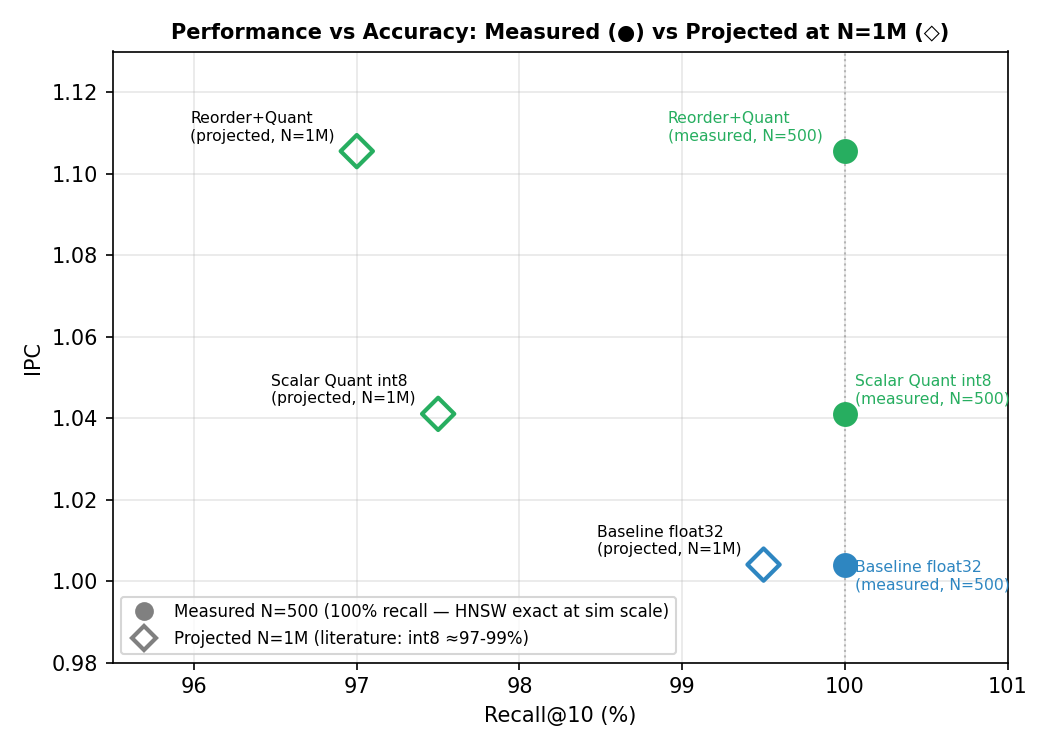 Performance vs Accuracy: Measured (●) vs Projected at N=1M (◇)
1.12
1.10
1.08
1.06
1.04
1.02
1.00
0.98
IPC
Reorder+Quant
(projected, N=1M)
Reorder+Quant
(measured, N=500)
Scalar Quant int8
(projected, N=1M)
Scalar Quant int8
(measured, N=500)
Baseline float32
(projected, N=1M)
Baseline float32
(measured, N=500)
Measured N=500 (100% recall — HNSW exact at sim scale)
Projected N=1M (literature: int8 ≈97-99%)
96 97 98 99 100 101
Recall@10 (%)